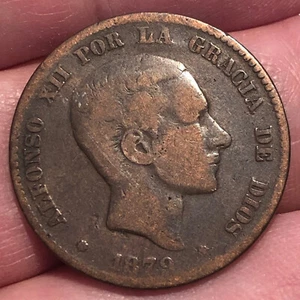 ALFONSO XII POR LA GRACIA DE DIOS
1879